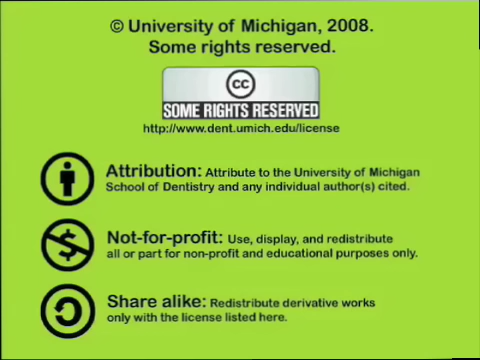 © University of Michigan, 2008.
Some rights reserved.
cc
SOME RIGHTS RESERVED
http://www.dent.umich.edu/license
Attribution: Attribute to the University of Michigan
School of Dentistry and any individual author(s) cited.
Not-for-profit: Use, display, and redistribute
all or part for non-profit and educational purposes only.
Share alike: Redistribute derivative works
only with the license listed here.